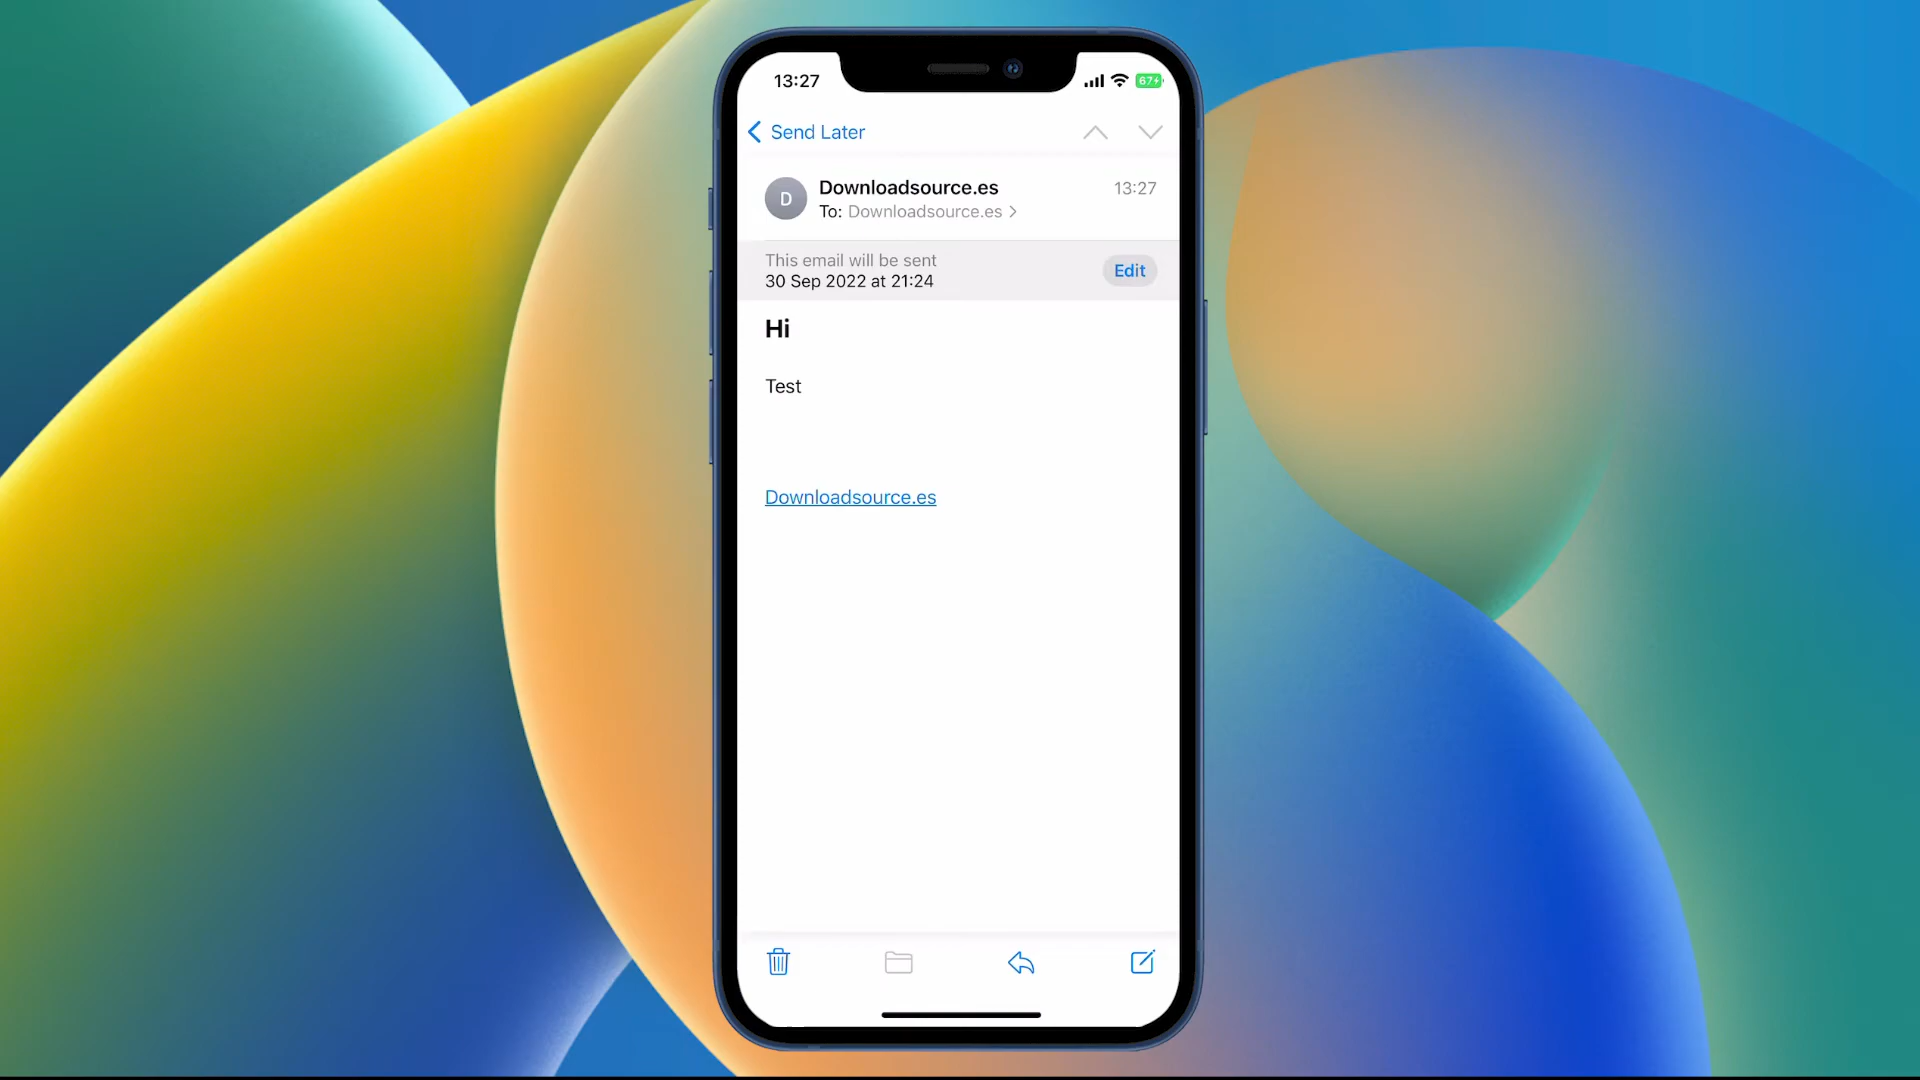 13:27
67
Send Later
D
Downloadsource.es
13:27
To: Downloadsource.es
This email will be sent
30 Sep 2022 at 21:24
Edit
Hi
Test
Downloadsource.es